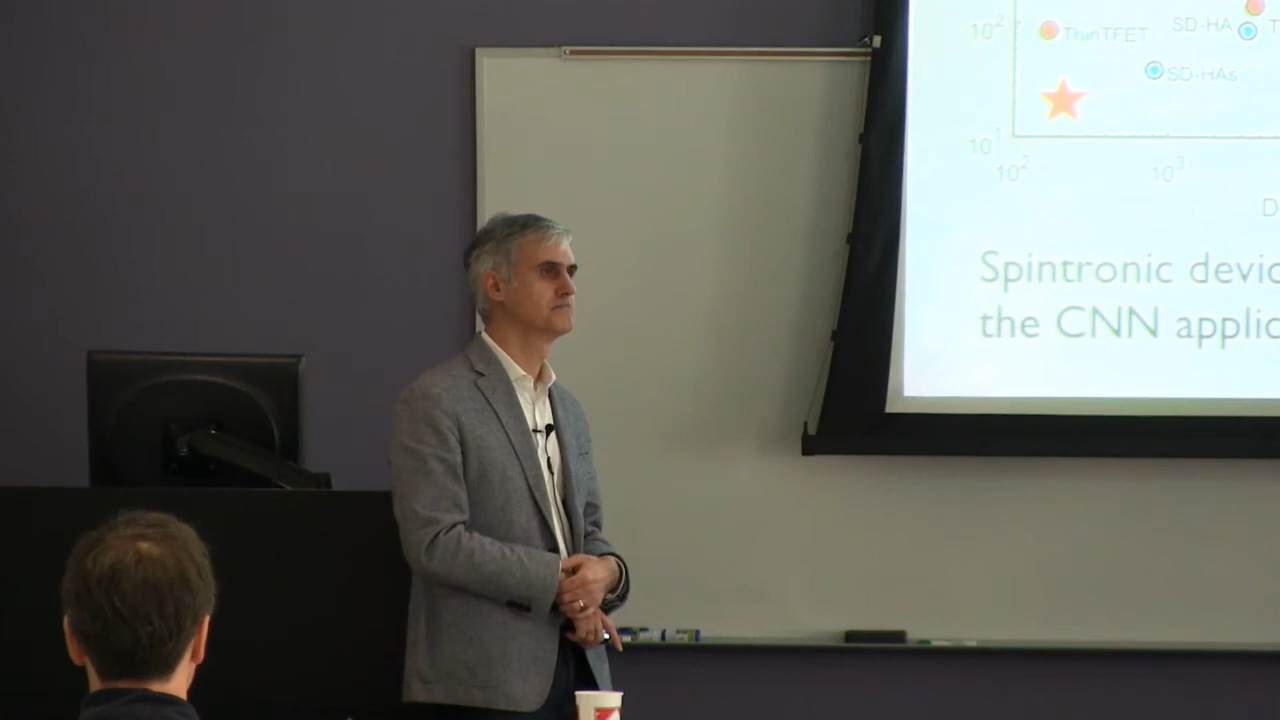 10²
ThinTFET
SD-HA
SD-HAs
10¹
10² 10³
D
Spintronic devic
the CNN applic